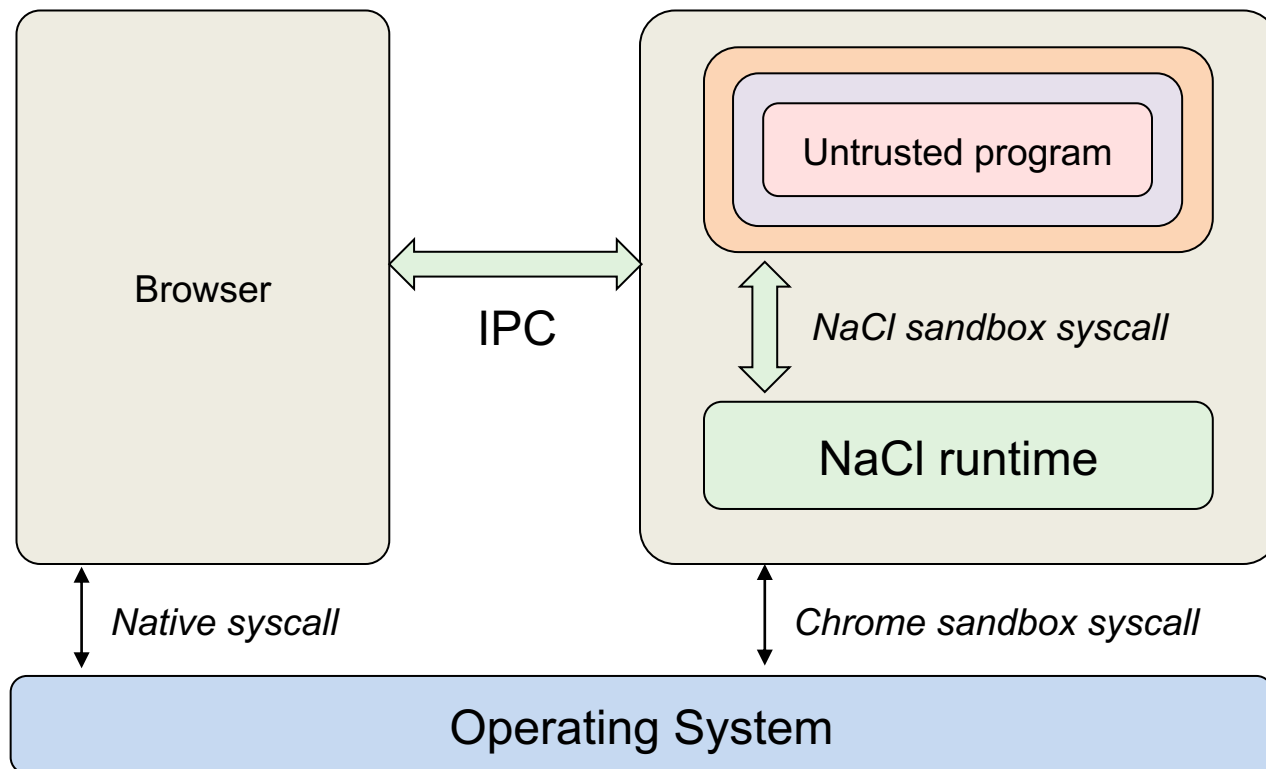 Untrusted program
Browser
IPC
NaCl sandbox syscall
NaCl runtime
Native syscall
Chrome sandbox syscall
Operating System